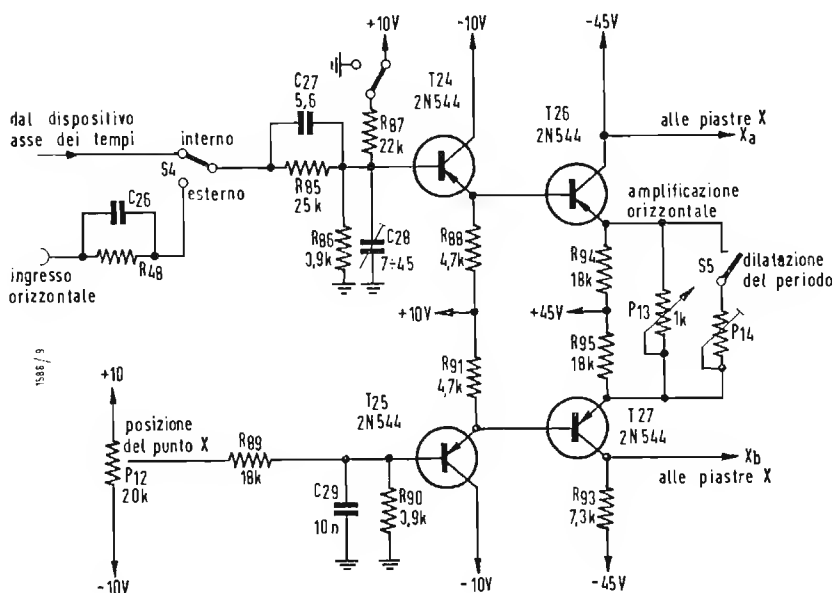 +10V
-10V
-45V
C27
5,6
T24
2N544
T26
2N544
dal dispositivo
asse dei tempi
interno
S4
esterno
R87
22k
alle piastre X
Xa
R85
25k
C26
R48
ingresso
orizzontale
R86
3,9k
C28
7÷45
R88
4,7k
amplificazione
orizzontale
R94
18k
S5
dilatazione
del periodo
+10V
+45V
P13
1k
P14
R91
4,7k
R95
18k
1588/9
+10
T25
2N544
T27
2N544
posizione
del punto X
P12
20k
R89
18k
C29
10n
R90
3,9k
Xb
alle piastre X
R93
7,3k
-10V
-10V
-45V